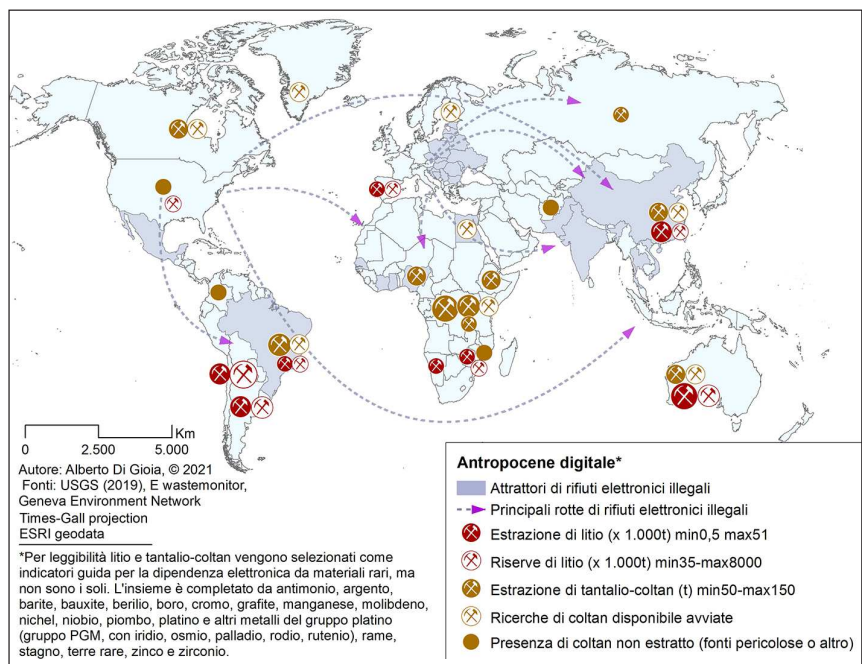 0 2.500 5.000 Km
Autore: Alberto Di Gioia, © 2021
Fonti: USGS (2019), E wastemonitor,
Geneva Environment Network
Times-Gall projection
ESRI geodata
*Per leggibilità litio e tantalio-coltan vengono selezionati come
indicatori guida per la dipendenza elettronica da materiali rari, ma
non sono i soli. L'insieme è completato da antimonio, argento,
barite, bauxite, berilio, boro, cromo, grafite, manganese, molibdeno,
nichel, niobio, piombo, platino e altri metalli del gruppo platino
(gruppo PGM, con iridio, osmio, palladio, rodio, rutenio), rame,
stagno, terre rare, zinco e zirconio.
Antropocene digitale*
Attrattori di rifiuti elettronici illegali
Principali rotte di rifiuti elettronici illegali
Estrazione di litio (x 1.000t) min0,5 max51
Riserve di litio (x 1.000t) min35-max8000
Estrazione di tantalio-coltan (t) min50-max150
Ricerche di coltan disponibile avviate
Presenza di coltan non estratto (fonti pericolose o altro)